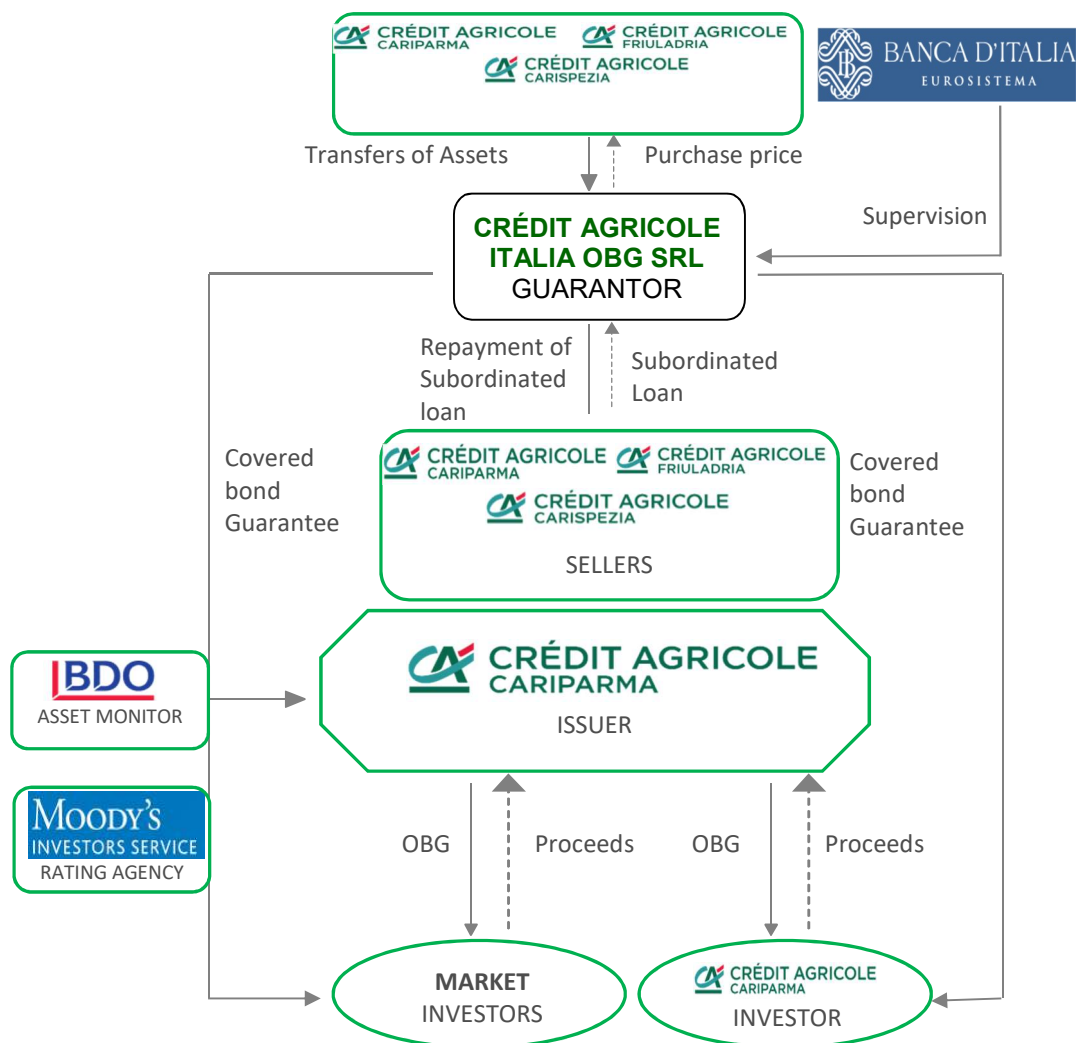 CRÉDIT AGRICOLE
CARIPARMA
CRÉDIT AGRICOLE
FRIULADRIA
CRÉDIT AGRICOLE
CARISPEZIA
BANCA D'ITALIA
EUROSISTEMA
Transfers of Assets
Purchase price
Supervision
CRÉDIT AGRICOLE
ITALIA OBG SRL
GUARANTOR
Repayment of
Subordinated
loan
Subordinated
Loan
Covered
bond
Guarantee
CRÉDIT AGRICOLE
CARIPARMA
CRÉDIT AGRICOLE
FRIULADRIA
CRÉDIT AGRICOLE
CARISPEZIA
SELLERS
Covered
bond
Guarantee
BDO
ASSET MONITOR
CRÉDIT AGRICOLE
CARIPARMA
ISSUER
MOODY'S
INVESTORS SERVICE
RATING AGENCY
OBG
Proceeds
OBG
Proceeds
MARKET
INVESTORS
CRÉDIT AGRICOLE
CARIPARMA
INVESTOR